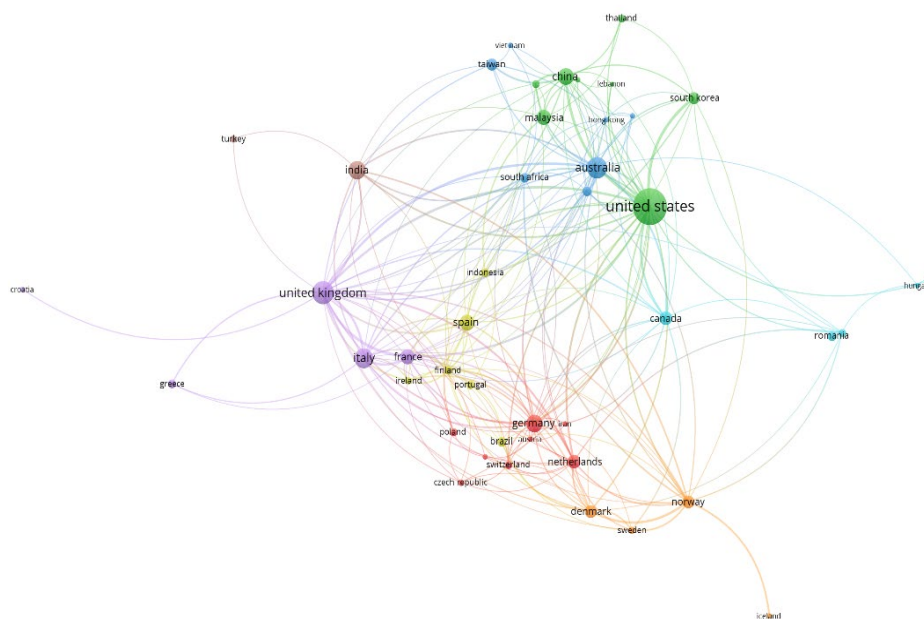 thailand
vietnam
taiwan
china
lebanon
south korea
malaysia
hong kong
turkey
india
south africa
australia
united states
indonesia
croatia
united kingdom
spain
canada
romania
italy
france
finland
ireland
portugal
greece
germany
iran
poland
austria
brazil
switzerland
netherlands
czech republic
norway
denmark
sweden
iceland